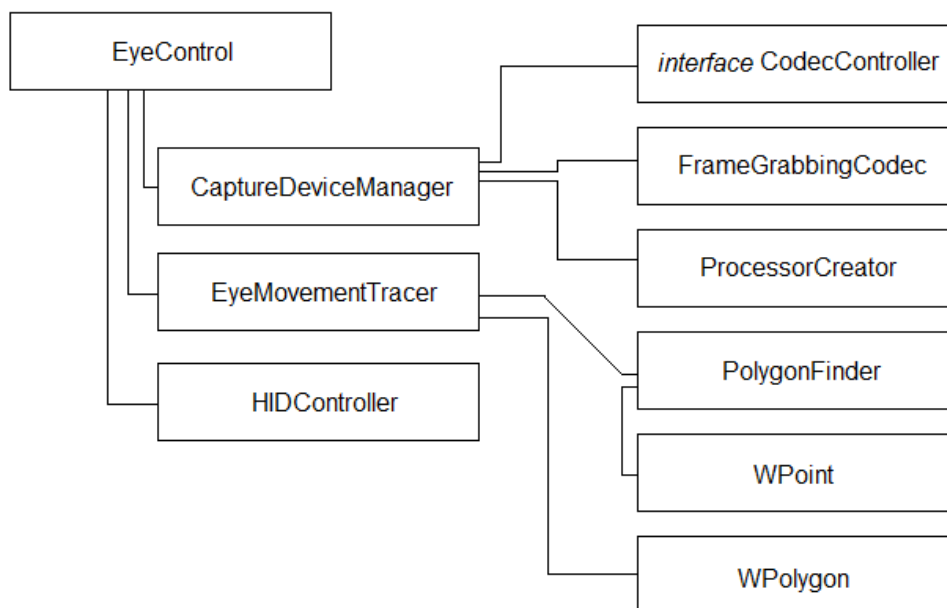 EyeControl
interface CodecController
FrameGrabbingCodec
CaptureDeviceManager
ProcessorCreator
EyeMovementTracer
PolygonFinder
HIDController
WPoint
WPolygon